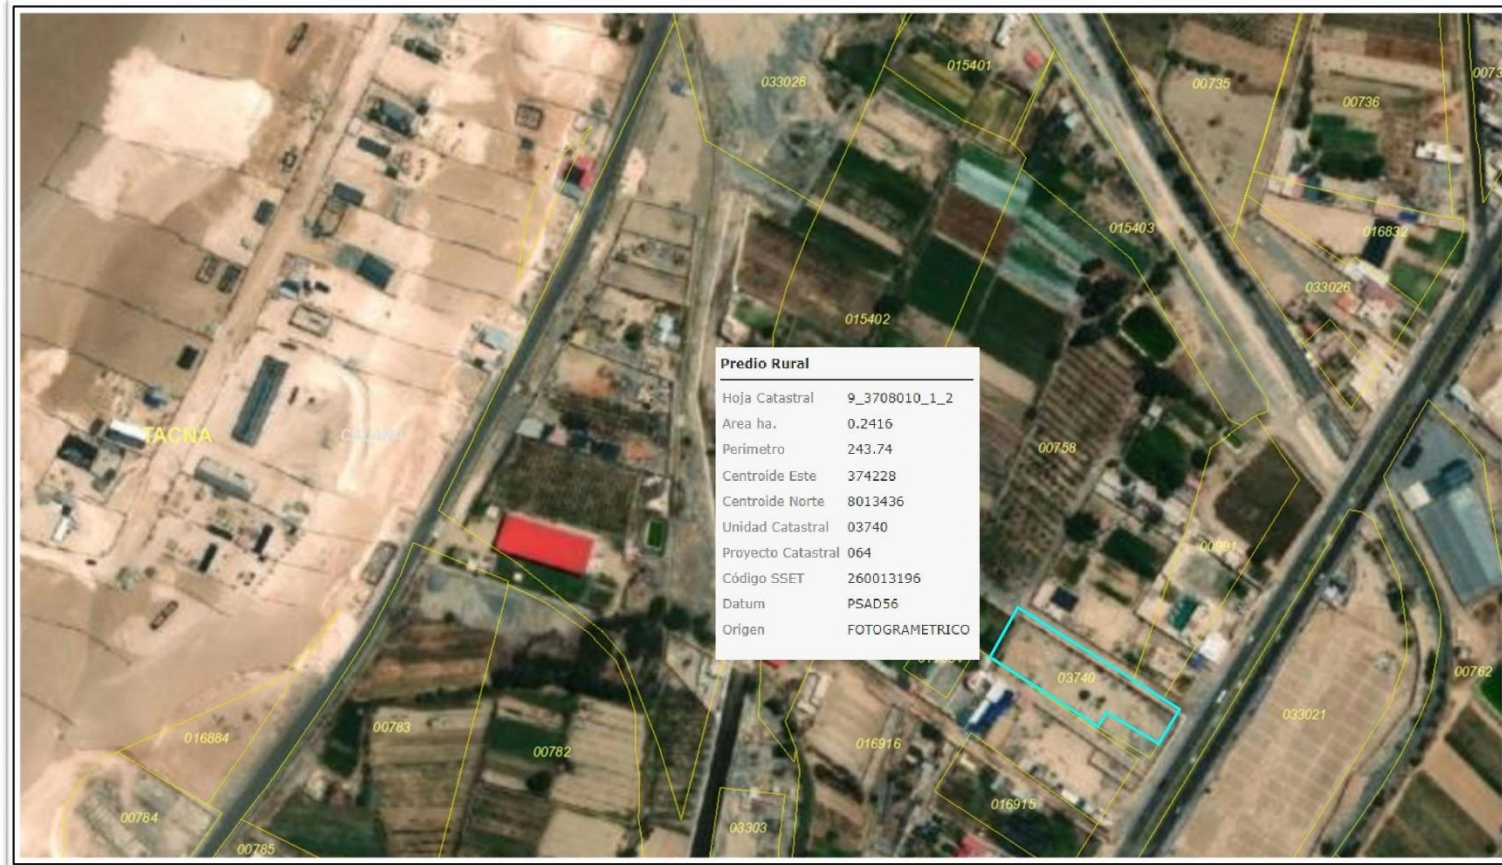 033028
015401
00735
00736
015403
016832
033026
015402
Predio Rural
Hoja Catastral 9_3708010_1_2
Area ha. 0.2416
Perimetro 243.74
Centroide Este 374228
Centroide Norte 8013436
Unidad Catastral 03740
Proyecto Catastral 064
Código SSET 260013196
Datum PSAD56
Origen FOTOGRAMETRICO
TACNA
00758
03740
00762
033021
016884
00783
00782
016916
016915
00784
03303
00785